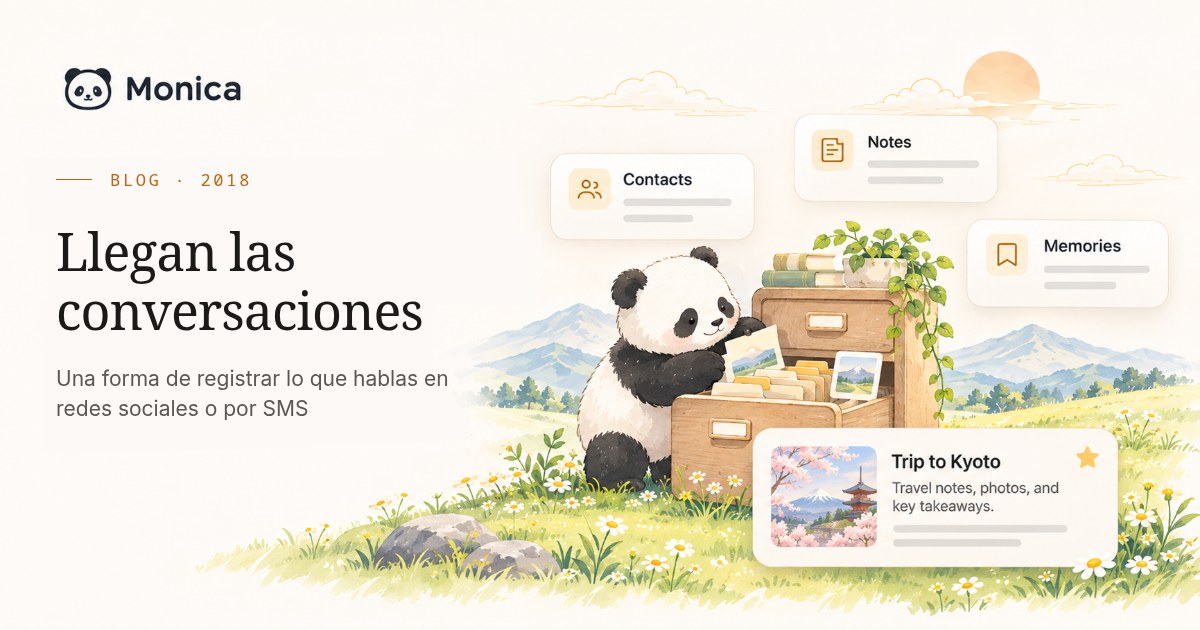 Monica
BLOG · 2018
Llegan las
conversaciones
Una forma de registrar lo que hablas en
redes sociales o por SMS
Contacts
Notes
Memories
Trip to Kyoto
Travel notes, photos, and
key takeaways.